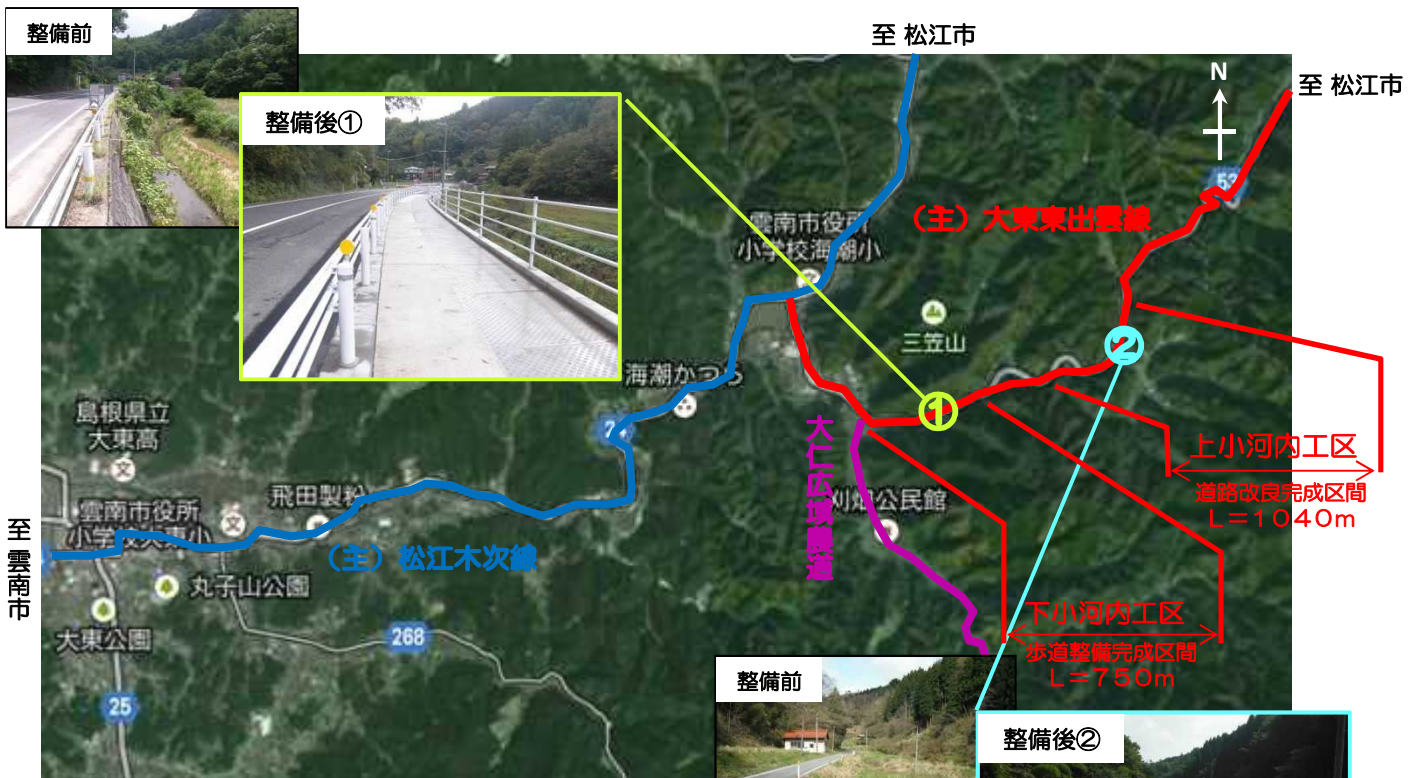 整備前
整備後①
至 松江市
N
至 松江市
53
（主）大東東出雲線
雲南市役所
小学校海潮小
三笠山
②
海潮かつら
①
島根県立
大東高
大仁広域農道
上小河内工区
道路改良完成区間
L＝1040m
飛田製粉
刈畑公民館
雲南市役所
小学校大東小
至 雲南市
（主）松江木次線
丸子山公園
大東公園
268
下小河内工区
歩道整備完成区間
L＝750m
25
整備前
整備後②